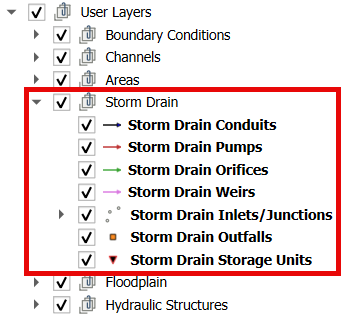 User Layers
Boundary Conditions
Channels
Areas
Storm Drain
Storm Drain Conduits
Storm Drain Pumps
Storm Drain Orifices
Storm Drain Weirs
Storm Drain Inlets/Junctions
Storm Drain Outfalls
Storm Drain Storage Units
Floodplain
Hydraulic Structures